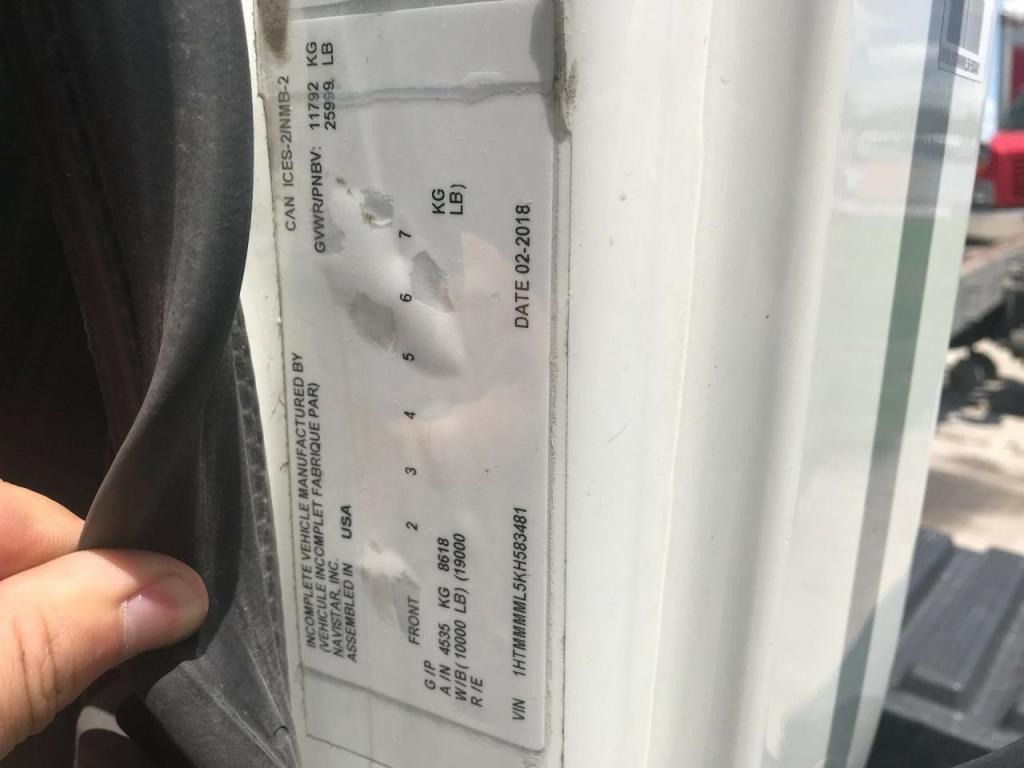 CAN ICES-2/NMB-2
INCOMPLETE VEHICLE MANUFACTURED BY
(VEHICULE INCOMPLET FABRIQUE PAR)
NAVISTAR, INC.
ASSEMBLED IN USA
GVWR/PNBV: 11792 KG
25999 LB
FRONT 2 3 4 5 6 7
G/P
A/N 4535 KG 8618 KG
W/B(10000 LB) (19000 LB)
R/E
VIN 1HTMMMML5KH583481 DATE 02-2018